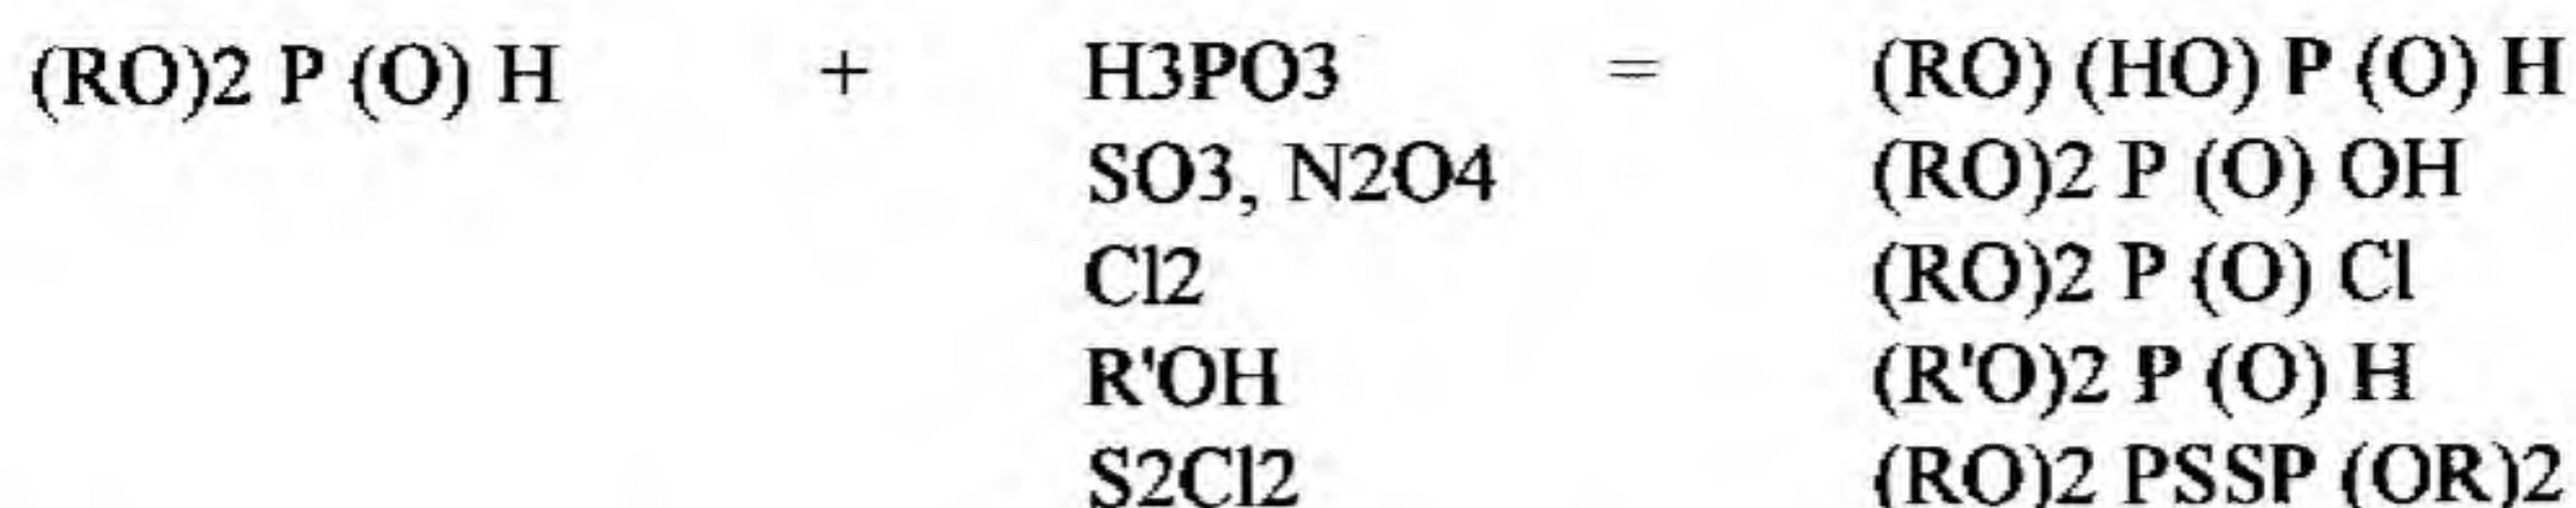 (RO)2 P (O) H + H3PO3 = (RO) (HO) P (O) H
SO3, N2O4 (RO)2 P (O) OH
Cl2 (RO)2 P (O) Cl
R'OH (R'O)2 P (O) H
S2Cl2 (RO)2 PSSP (OR)2